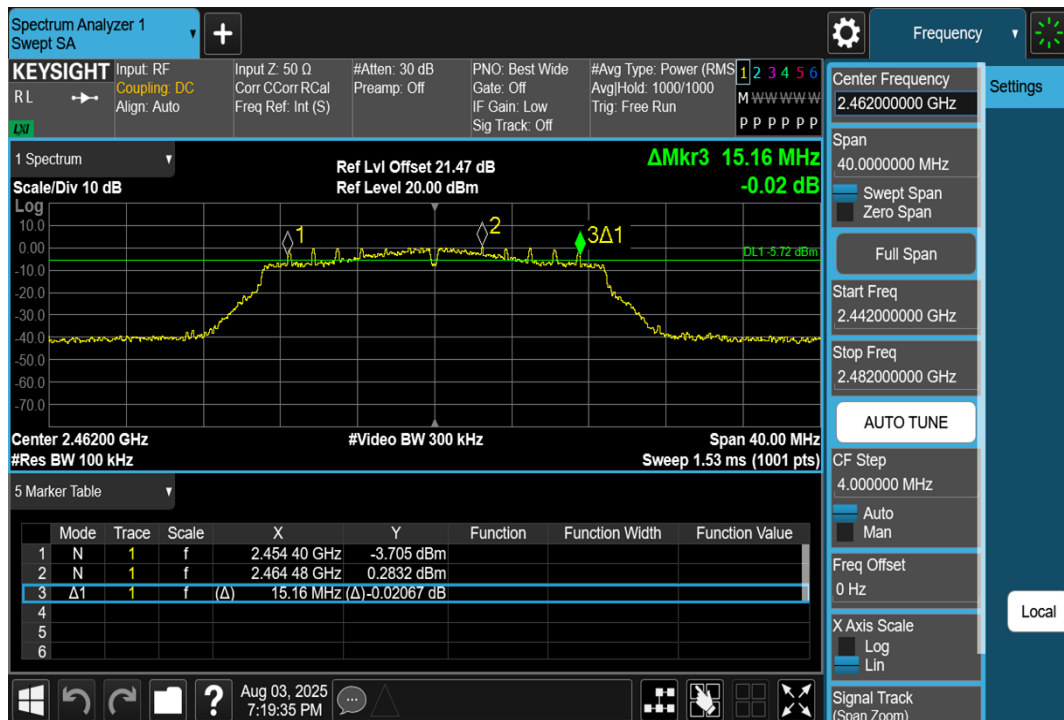 Spectrum Analyzer 1
Swept SA
Frequency
KEYSIGHT
RL
LXI
Input: RF
Coupling: DC
Align: Auto
Input Z: 50 Ω
Corr CCorr RCal
Freq Ref: Int (S)
#Atten: 30 dB
Preamp: Off
PNO: Best Wide
Gate: Off
IF Gain: Low
Sig Track: Off
#Avg Type: Power (RMS
Avg|Hold: 1000/1000
Trig: Free Run
1 2 3 4 5 6
M W W W W W
P P P P P P
1 Spectrum
Scale/Div 10 dB
Ref Lvl Offset 21.47 dB
Ref Level 20.00 dBm
ΔMkr3 15.16 MHz
-0.02 dB
Log
10.0
0.00
-10.0
-20.0
-30.0
-40.0
-50.0
-60.0
-70.0
1
2
3Δ1
DL1 -5.72 dBm
Center 2.46200 GHz
#Video BW 300 kHz
Span 40.00 MHz
#Res BW 100 kHz
Sweep 1.53 ms (1001 pts)
5 Marker Table
Mode Trace Scale X Y Function Function Width Function Value
1 N 1 f 2.454 40 GHz -3.705 dBm
2 N 1 f 2.464 48 GHz 0.2832 dBm
3 Δ1 1 f (Δ) 15.16 MHz (Δ) -0.02067 dB
4
5
6
?
Aug 03, 2025
7:19:35 PM
Center Frequency
2.462000000 GHz
Settings
Span
40.0000000 MHz
Swept Span
Zero Span
Full Span
Start Freq
2.442000000 GHz
Stop Freq
2.482000000 GHz
AUTO TUNE
CF Step
4.000000 MHz
Auto
Man
Freq Offset
0 Hz
Local
X Axis Scale
Log
Lin
Signal Track
(Span Zoom)